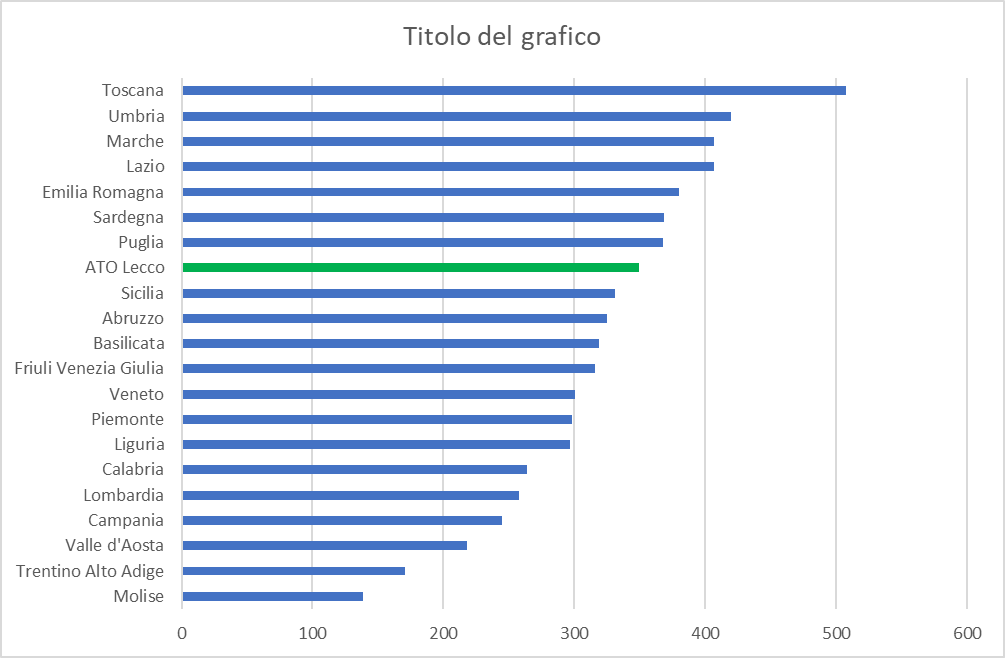 Titolo del grafico
Toscana
Umbria
Marche
Lazio
Emilia Romagna
Sardegna
Puglia
ATO Lecco
Sicilia
Abruzzo
Basilicata
Friuli Venezia Giulia
Veneto
Piemonte
Liguria
Calabria
Lombardia
Campania
Valle d'Aosta
Trentino Alto Adige
Molise
0 100 200 300 400 500 600